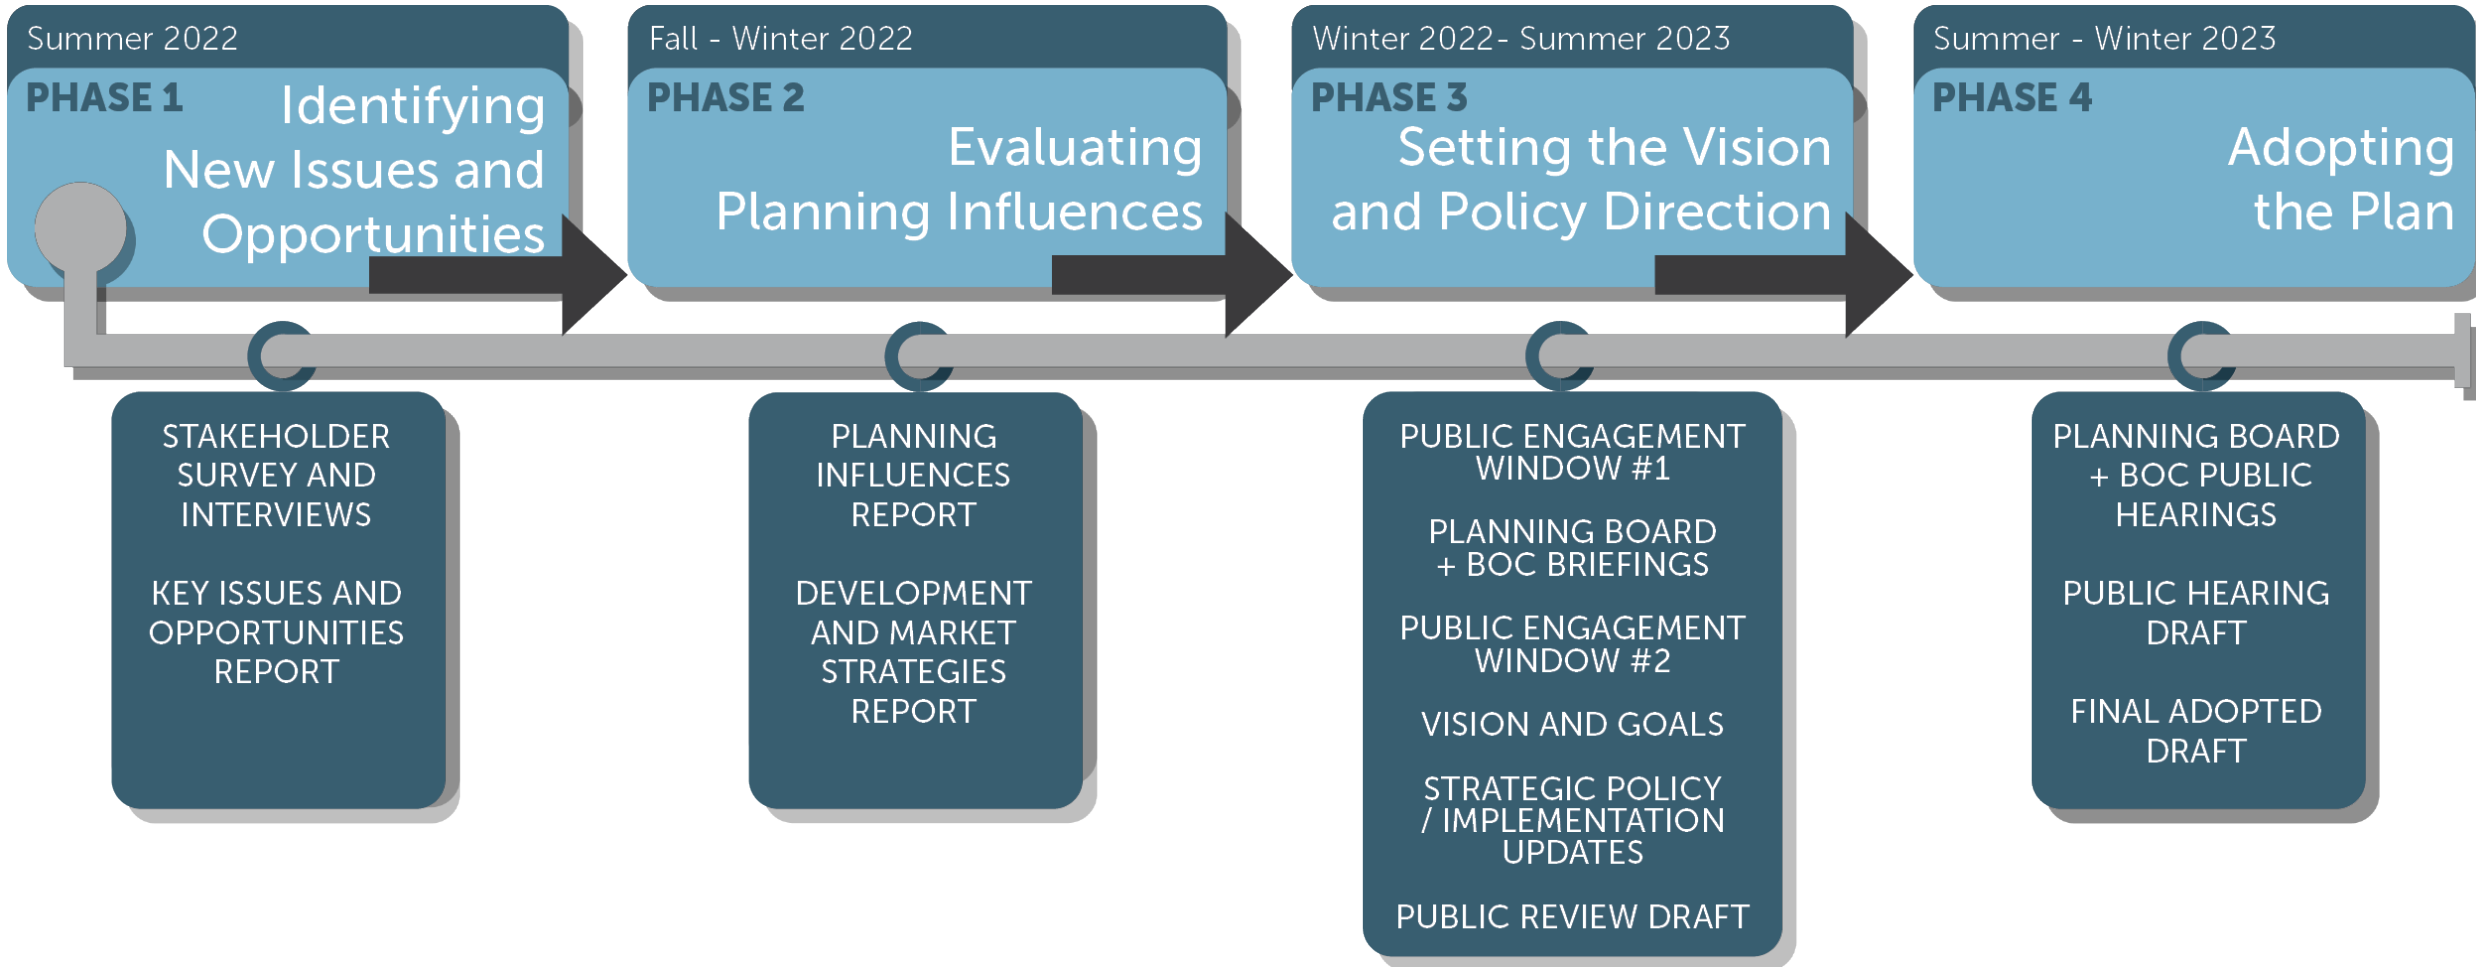 Summer 2022
PHASE 1
Identifying
New Issues and
Opportunities
Fall - Winter 2022
PHASE 2
Evaluating
Planning Influences
Winter 2022- Summer 2023
PHASE 3
Setting the Vision
and Policy Direction
Summer - Winter 2023
PHASE 4
Adopting
the Plan
STAKEHOLDER
SURVEY AND
INTERVIEWS
KEY ISSUES AND
OPPORTUNITIES
REPORT
PLANNING
INFLUENCES
REPORT
DEVELOPMENT
AND MARKET
STRATEGIES
REPORT
PUBLIC ENGAGEMENT
WINDOW #1
PLANNING BOARD
+ BOC BRIEFINGS
PUBLIC ENGAGEMENT
WINDOW #2
VISION AND GOALS
STRATEGIC POLICY
/ IMPLEMENTATION
UPDATES
PUBLIC REVIEW DRAFT
PLANNING BOARD
+ BOC PUBLIC
HEARINGS
PUBLIC HEARING
DRAFT
FINAL ADOPTED
DRAFT